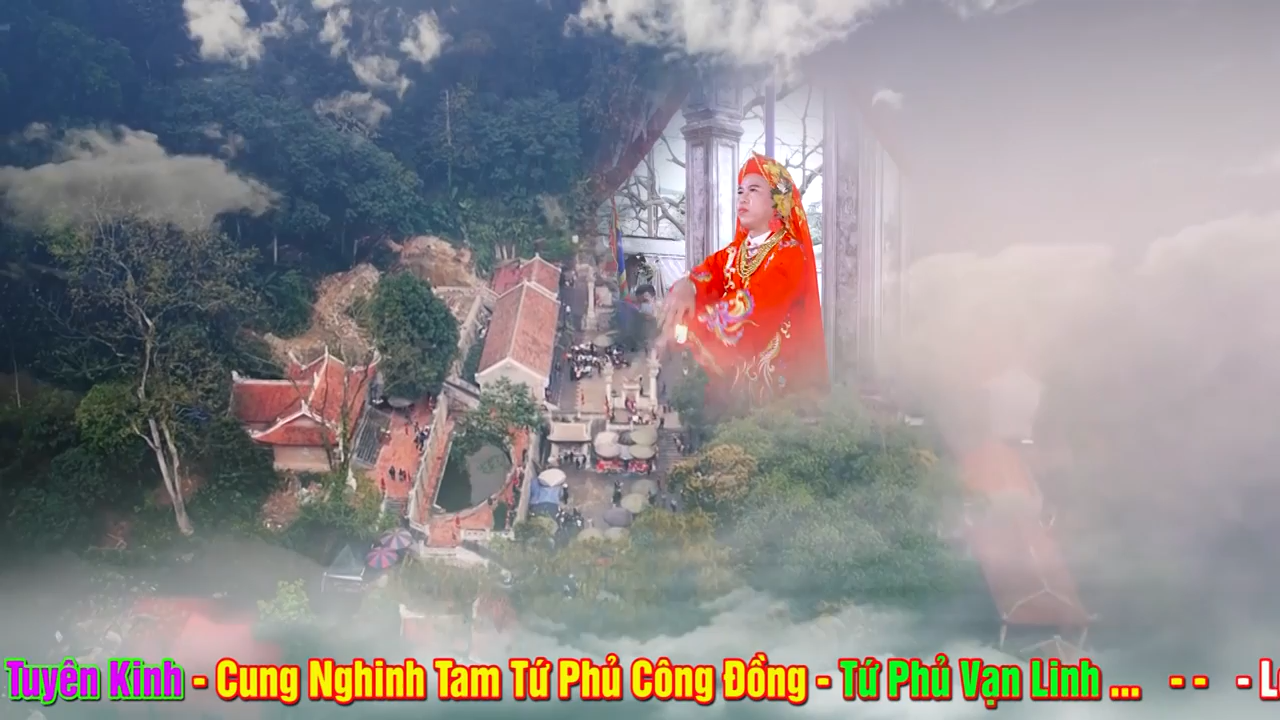 Tuyên Kinh - Cung Nghinh Tam Tứ Phủ Công Đồng - Tứ Phủ Vạn Linh ... - - -